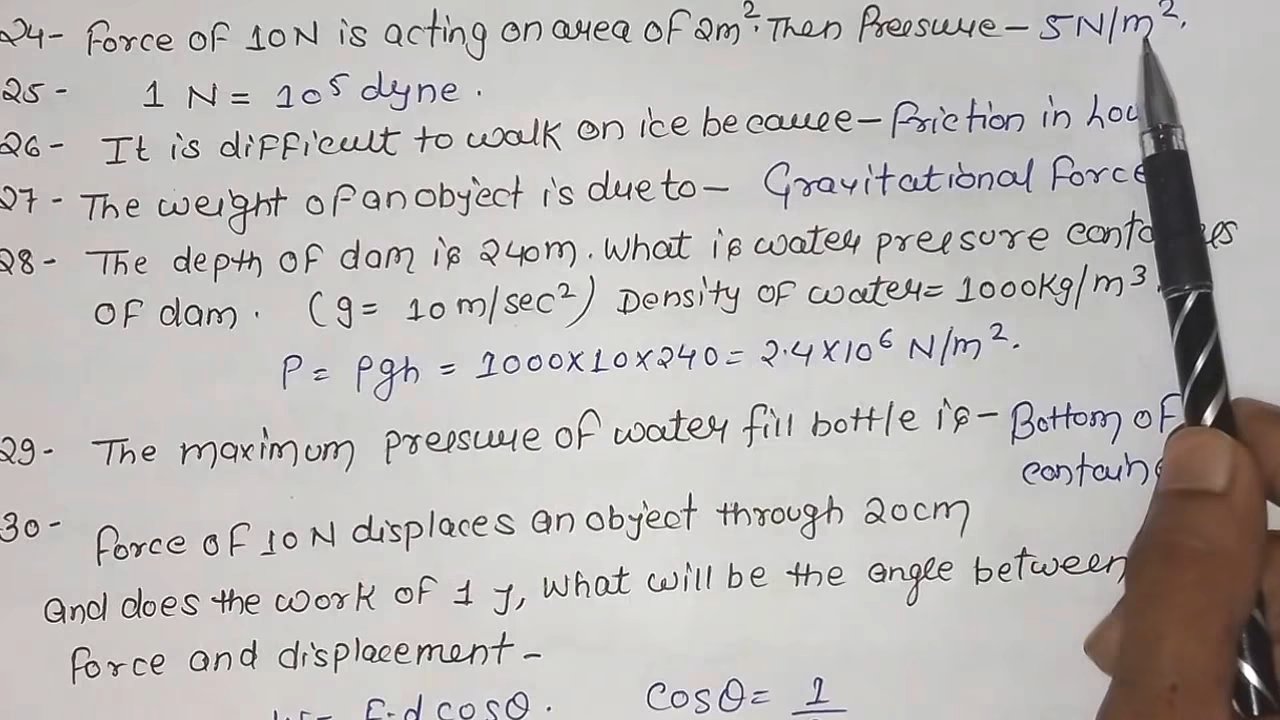 24- Force of 10N is acting on area of 2m². Then Pressure - 5N/m².
25- 1 N = 10⁵ dyne.
26- It is difficult to walk on ice because - Friction in
27- The weight of an object is due to - Gravitational Force
28- The depth of dam is 240m. What is water pressure
of dam. (g= 10 m/sec²) Density of water= 1000Kg/m³.
P = ρgh = 1000×10×240 = 2.4×10⁶ N/m².
29- The maximum pressure of water fill bottle is - Bottom of
30- Force of 10N displaces an object through 20cm
and does the work of 1 J, What will be the angle between
force and displacement -
F.d cosθ. Cosθ = 1